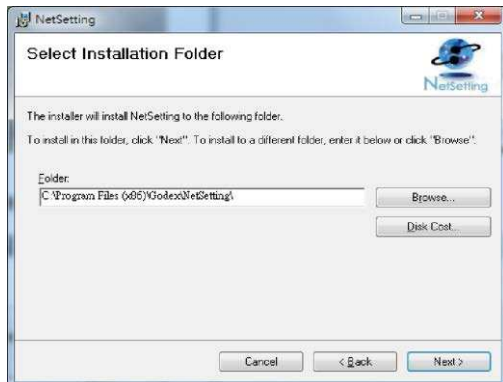 NetSetting
Select Installation Folder
NetSetting
The installer will install NetSetting to the following folder.
To install in this folder, click "Next". To install to a different folder, enter it below or click "Browse".
Folder:
C:\Program Files (x86)\Godex\NetSetting\
Browse...
Disk Cost...
Cancel
< Back
Next >